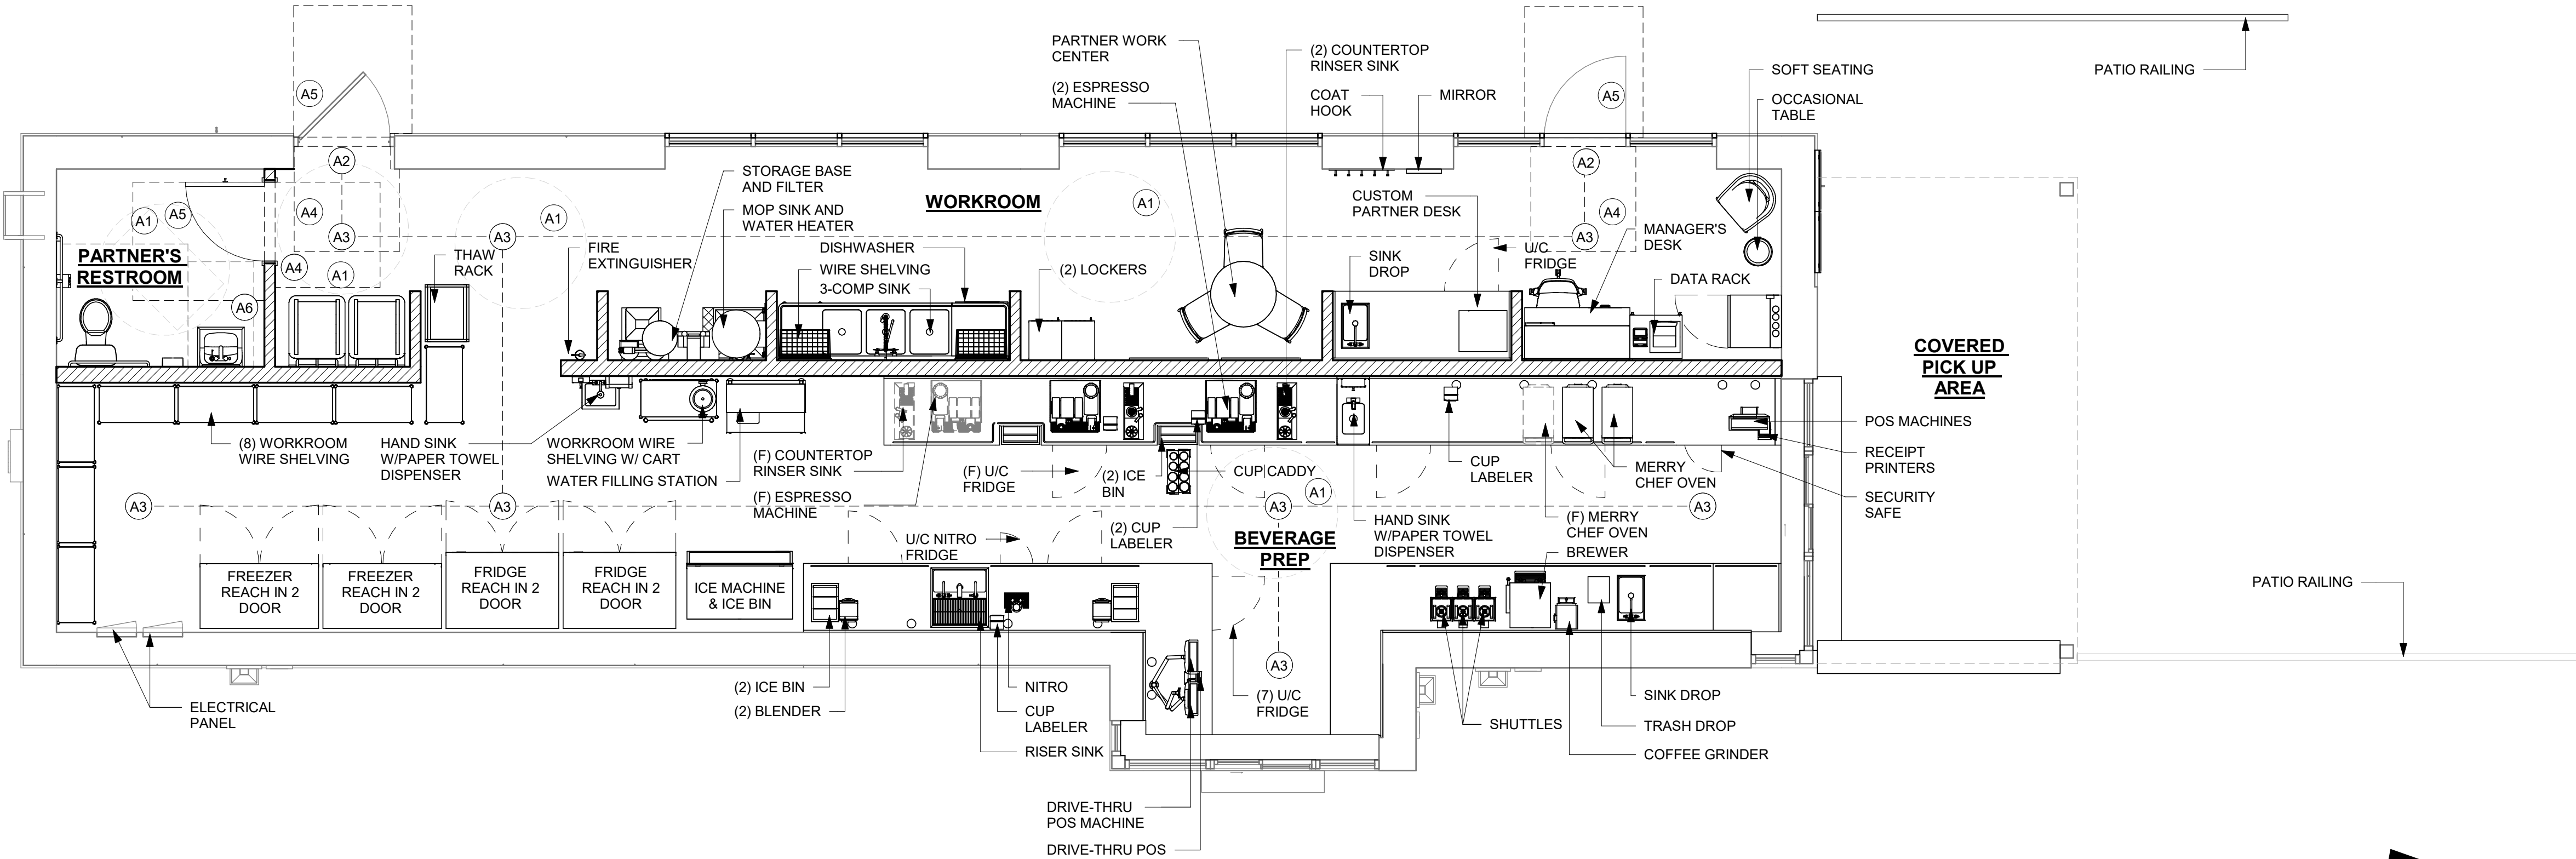 PARTNER WORK
CENTER
(2) ESPRESSO
MACHINE
(2) COUNTERTOP
RINSER SINK
COAT
HOOK
MIRROR
SOFT SEATING
OCCASIONAL
TABLE
PATIO RAILING
A5
A5
A2
A2
STORAGE BASE
AND FILTER
MOP SINK AND
WATER HEATER
WORKROOM
CUSTOM
PARTNER DESK
A1
A5
A4
A3
A1
A3
A1
A4
A3
MANAGER'S
DESK
PARTNER'S
RESTROOM
A4
A1
THAW
RACK
FIRE
EXTINGUISHER
DISHWASHER
WIRE SHELVING
3-COMP SINK
(2) LOCKERS
SINK
DROP
U/C
FRIDGE
DATA RACK
A6
COVERED
PICK UP
AREA
(8) WORKROOM
WIRE SHELVING
HAND SINK
W/PAPER TOWEL
DISPENSER
WORKROOM WIRE
SHELVING W/ CART
WATER FILLING STATION
(F) COUNTERTOP
RINSER SINK
(F) ESPRESSO
MACHINE
(F) U/C
FRIDGE
(2) ICE
BIN
CUP CADDY
CUP
LABELER
MERRY
CHEF OVEN
POS MACHINES
RECEIPT
PRINTERS
SECURITY
SAFE
A3
A3
A3
A1
A3
(2) CUP
LABELER
U/C NITRO
FRIDGE
BEVERAGE
PREP
HAND SINK
W/PAPER TOWEL
DISPENSER
(F) MERRY
CHEF OVEN
BREWER
FREEZER
REACH IN 2
DOOR
FREEZER
REACH IN 2
DOOR
FRIDGE
REACH IN 2
DOOR
FRIDGE
REACH IN 2
DOOR
ICE MACHINE
& ICE BIN
PATIO RAILING
A3
ELECTRICAL
PANEL
(2) ICE BIN
(2) BLENDER
NITRO
CUP
LABELER
RISER SINK
(7) U/C
FRIDGE
SHUTTLES
SINK DROP
TRASH DROP
COFFEE GRINDER
DRIVE-THRU
POS MACHINE
DRIVE-THRU POS